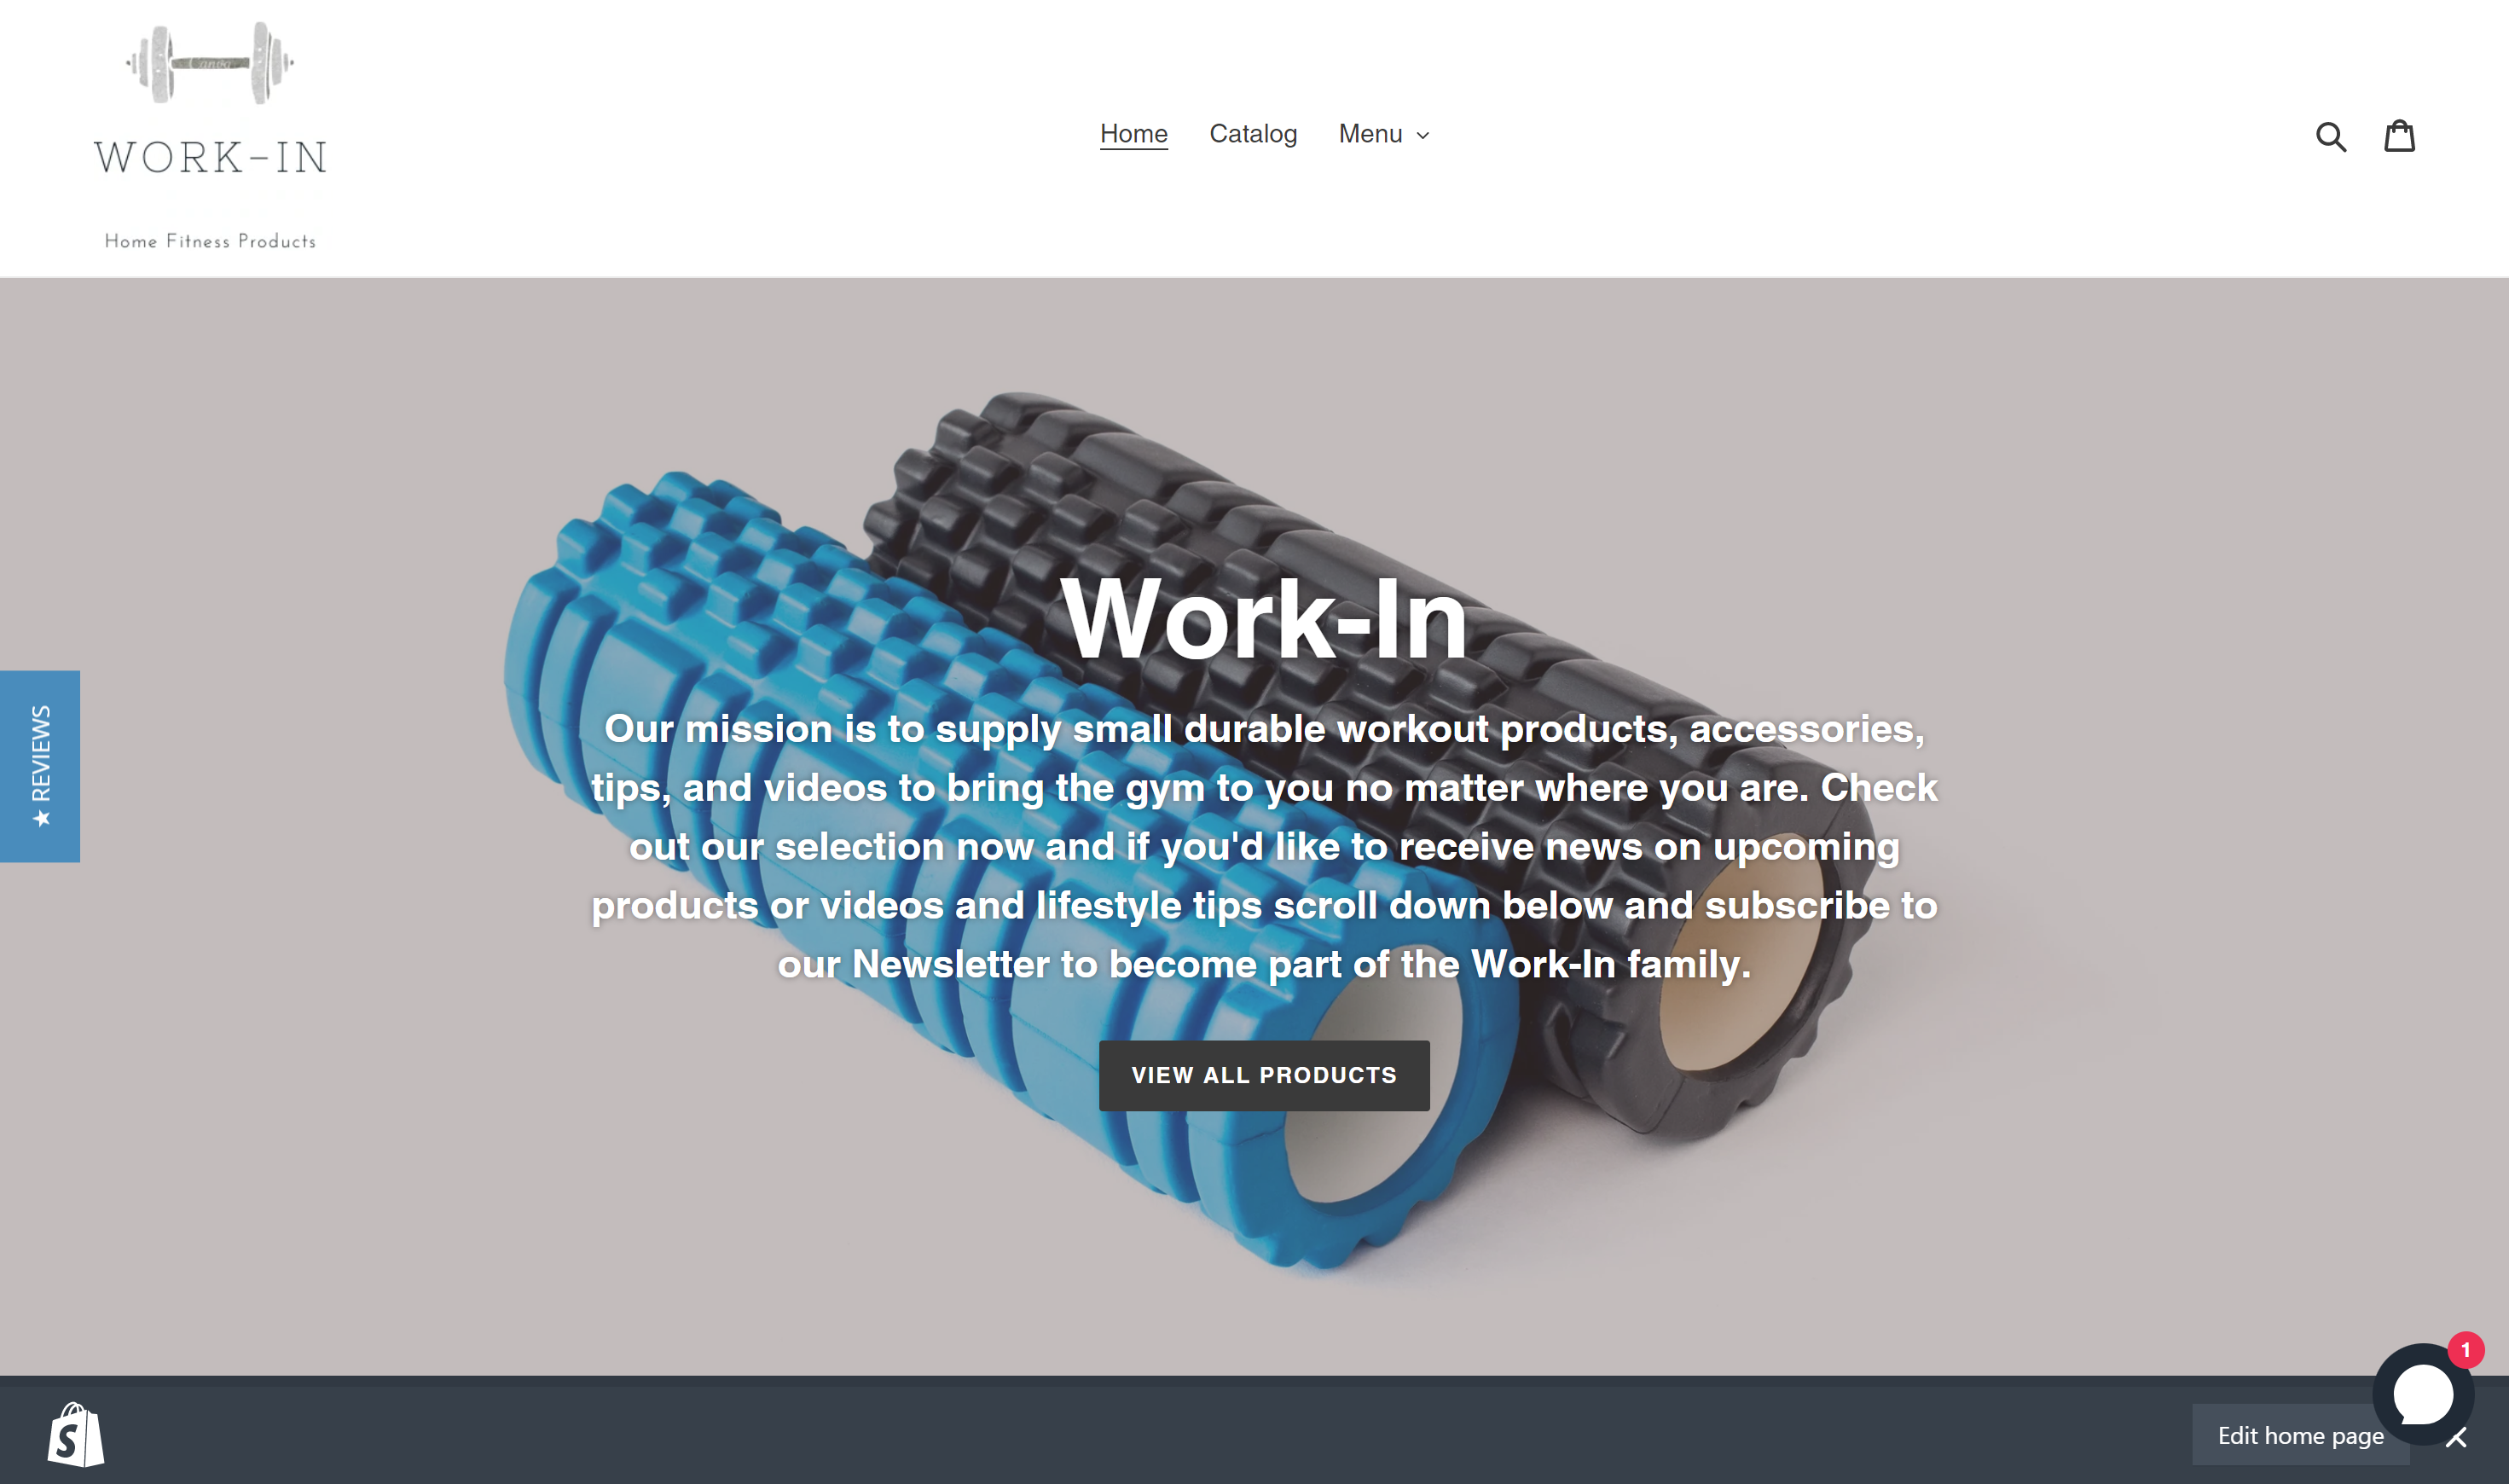 Canva
WORK-IN
Home Fitness Products
Home
Catalog
Menu
★ REVIEWS
Work-In
Our mission is to supply small durable workout products, accessories,
tips, and videos to bring the gym to you no matter where you are. Check
out our selection now and if you'd like to receive news on upcoming
products or videos and lifestyle tips scroll down below and subscribe to
our Newsletter to become part of the Work-In family.
VIEW ALL PRODUCTS
1
S
Edit home page